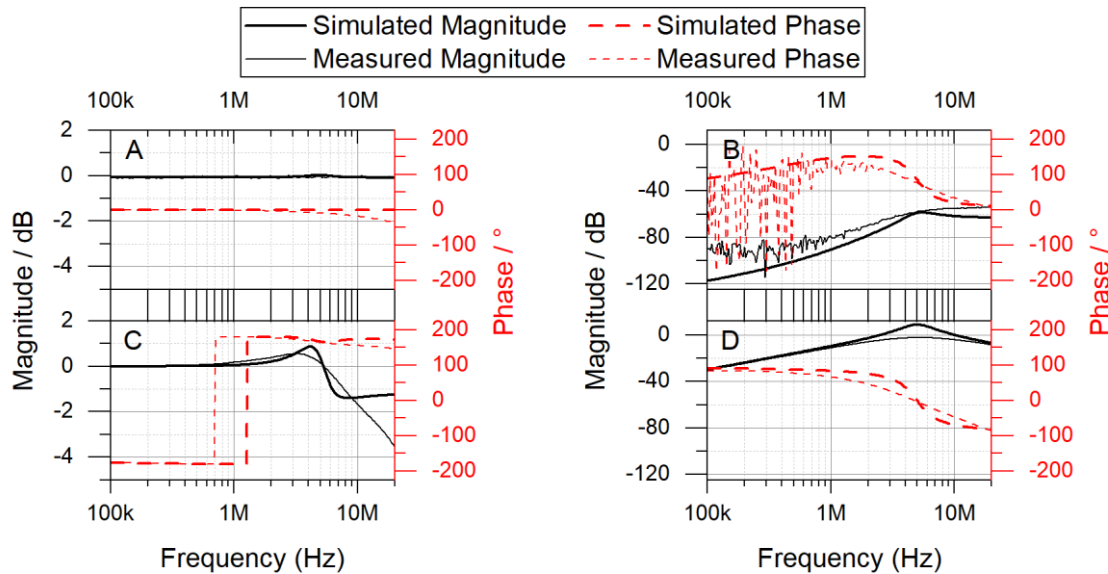 Simulated Magnitude Simulated Phase
Measured Magnitude Measured Phase
100k 1M 10M 100k 1M 10M
2 200 0 200
A B
0 100 -40 100
-2 0 0
-80
-4 -100 -100
-200 -120 -200
2 200 0 200
C D
0 100 -40 100
-2 0 0
-80
-4 -100 -100
-200 -120 -200
Magnitude / dB Phase / ° Magnitude / dB Phase / °
100k 1M 10M 100k 1M 10M
Frequency (Hz) Frequency (Hz)